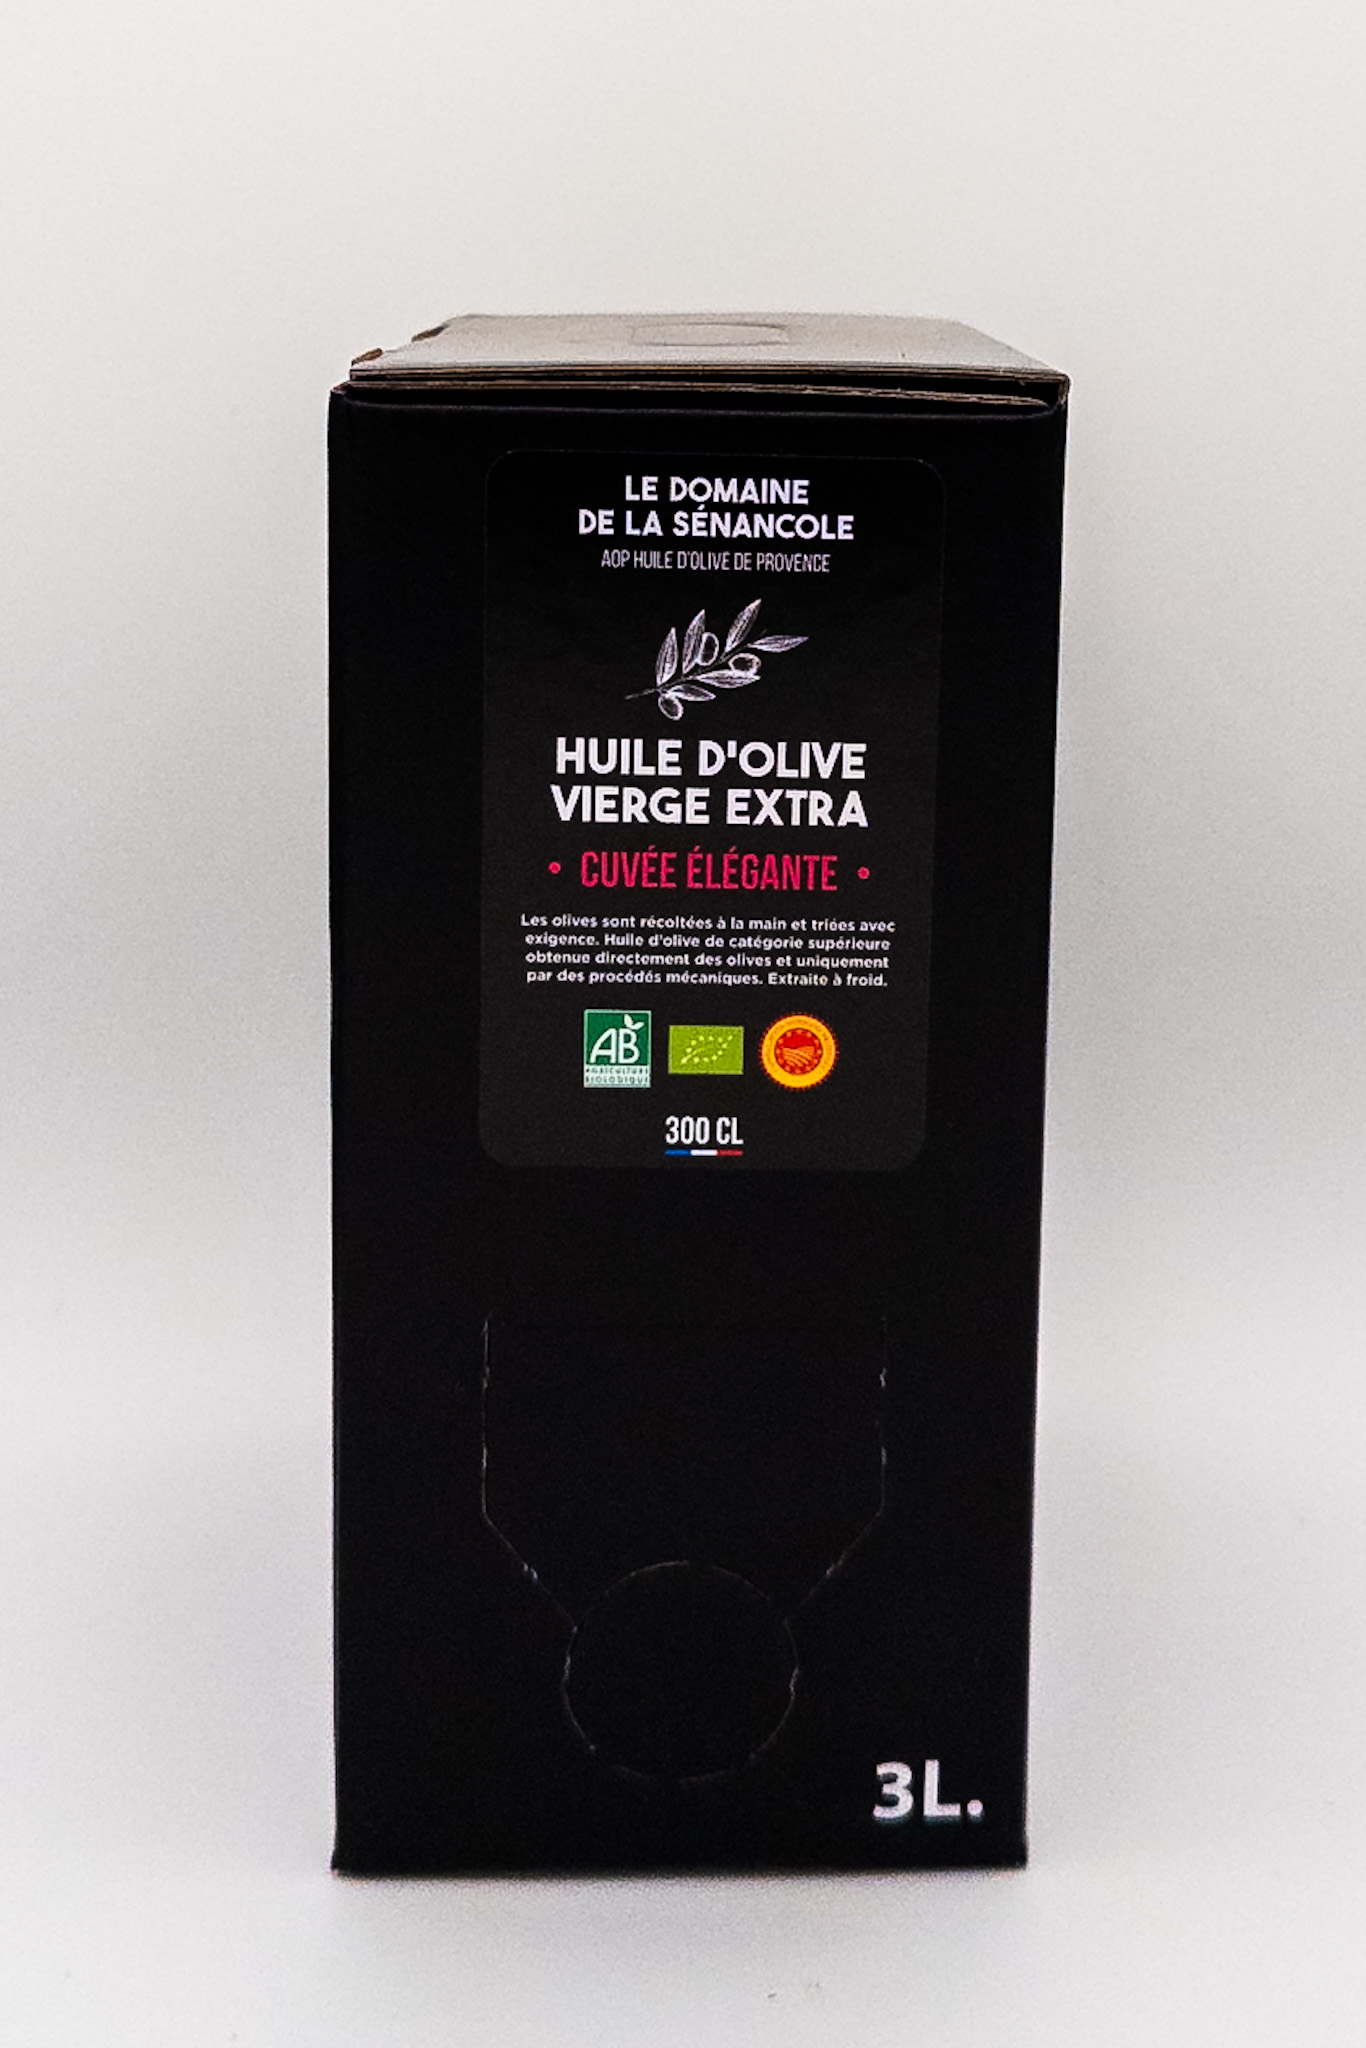 LE DOMAINE
DE LA SÉNANCOLE
AOP HUILE D'OLIVE DE PROVENCE
HUILE D'OLIVE
VIERGE EXTRA
• CUVÉE ÉLÉGANTE •
Les olives sont récoltées à la main et triées avec
exigence. Huile d'olive de catégorie supérieure
obtenue directement des olives et uniquement
par des procédés mécaniques. Extraite à froid.
AB
AGRICULTURE
BIOLOGIQUE
300 CL
3L.